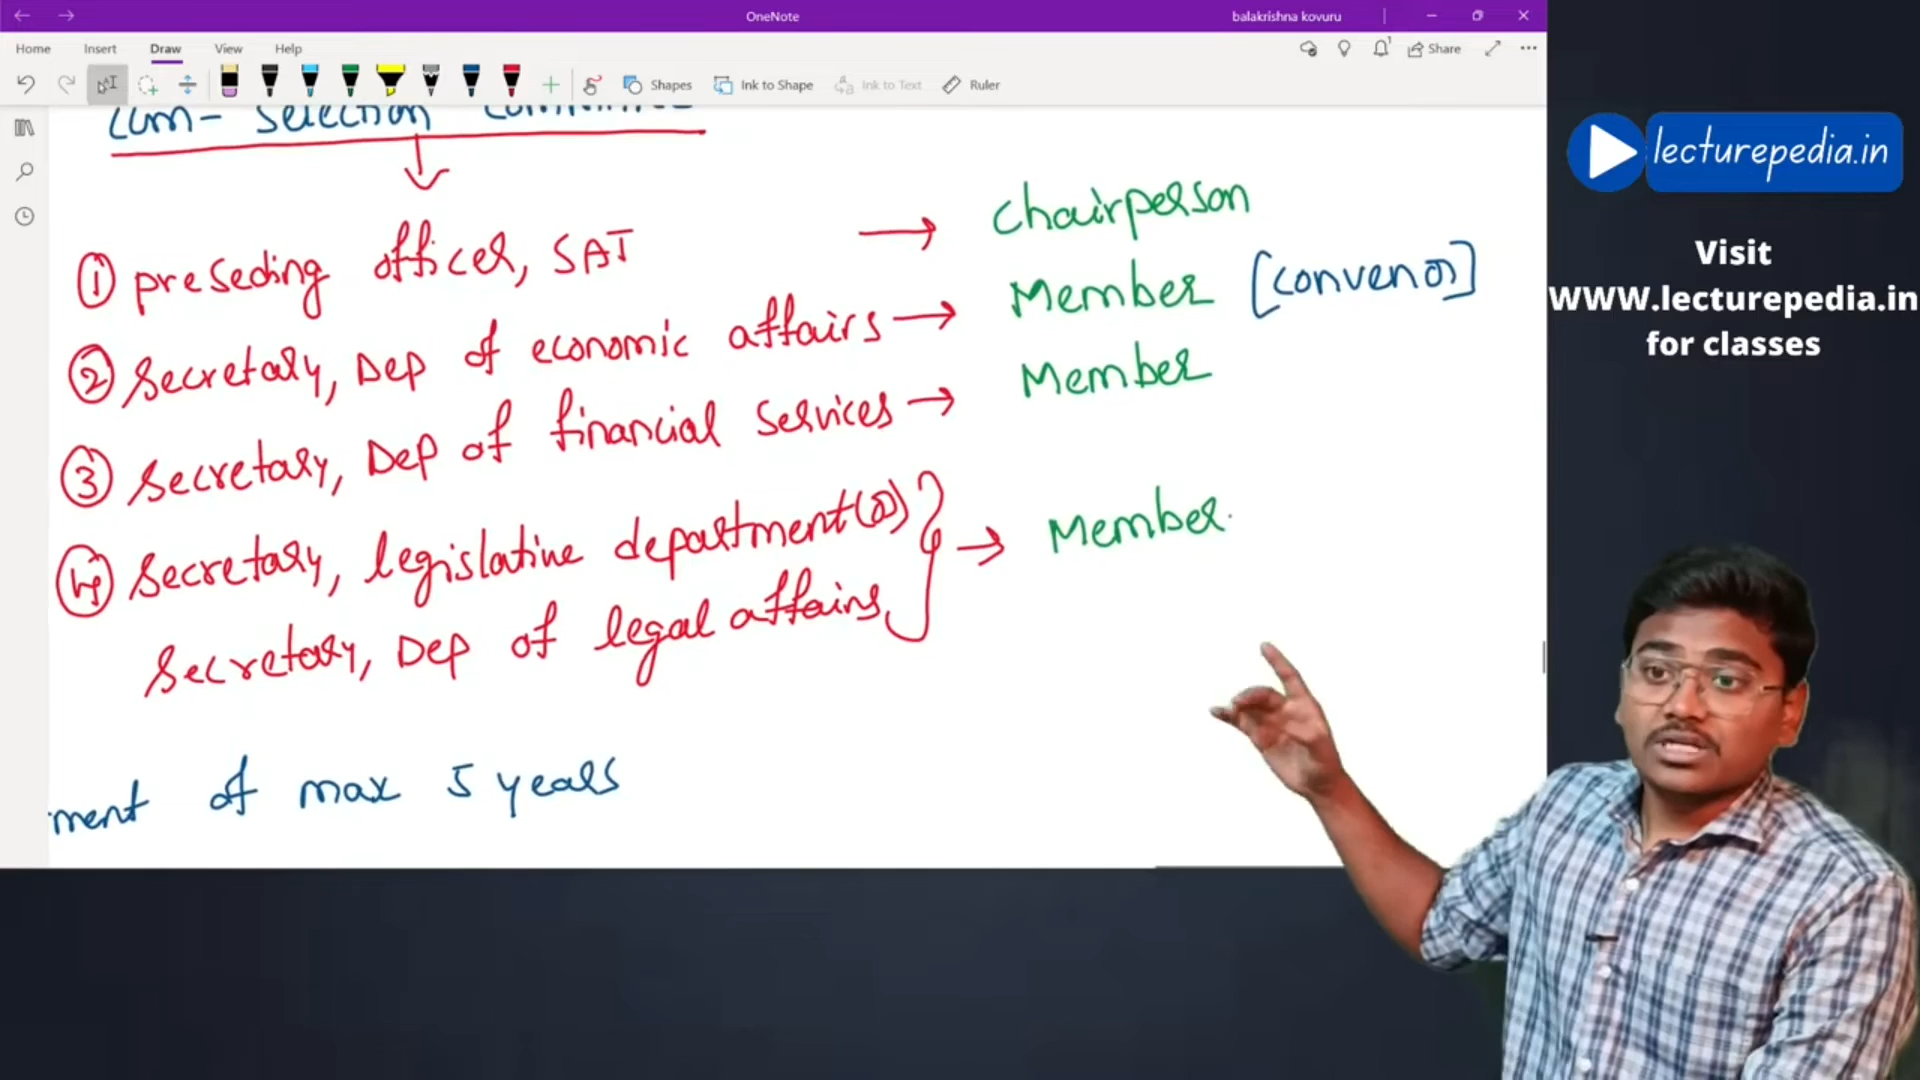 OneNote
balakrishna kovuru
Home Insert Draw View Help
Share
Shapes Ink to Shape Ink to Text Ruler
cum- selection
① preseding officer, SAT → chairperson
② Secretary, Dep of economic affairs → Member [convenor]
③ Secretary, Dep of financial services → Member
④ Secretary, legislative department (or)
Secretary, Dep of legal affairs → Member
ment of max 5 years
lecturepedia.in
Visit
WWW.lecturepedia.in
for classes